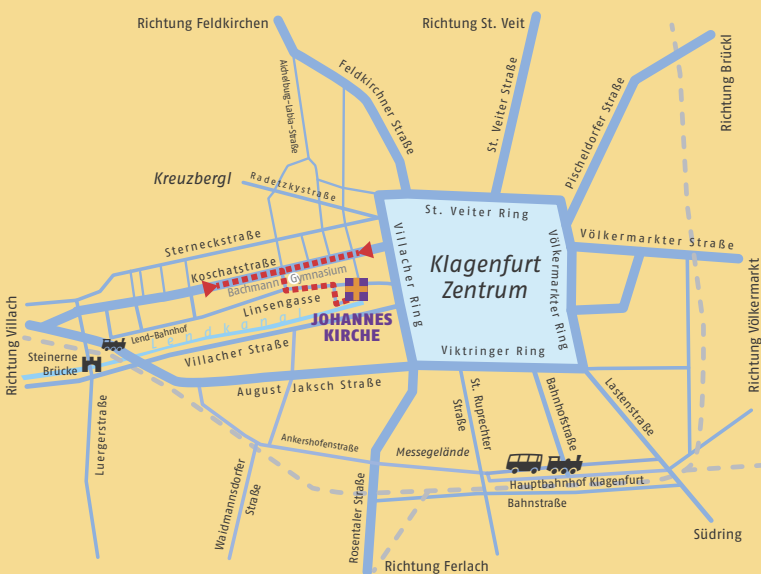 Richtung Feldkirchen
Richtung St. Veit
Richtung Brückl
Aichelburg-Labia-Straße
Feldkirchner Straße
St. Veiter Straße
Pischeldorfer Straße
Kreuzbergl
Radetzkystraße
St. Veiter Ring
Sterneckstraße
Völkermarkter Straße
Koschatstraße
Bachmann Gymnasium
Villacher Ring
Klagenfurt
Zentrum
Völkermarkter Ring
Linsengasse
Richtung Villach
Lend-Bahnhof
Lendkanal
JOHANNES
KIRCHE
Richtung Völkermarkt
Steinerne
Brücke
Villacher Straße
Viktringer Ring
August Jaksch Straße
Luergerstraße
St. Ruprechter
Straße
Bahnhofstraße
Lastenstraße
Ankershofenstraße
Messegelände
Waidmannsdorfer
Straße
Rosentaler Straße
Hauptbahnhof Klagenfurt
Bahnstraße
Südring
Richtung Ferlach